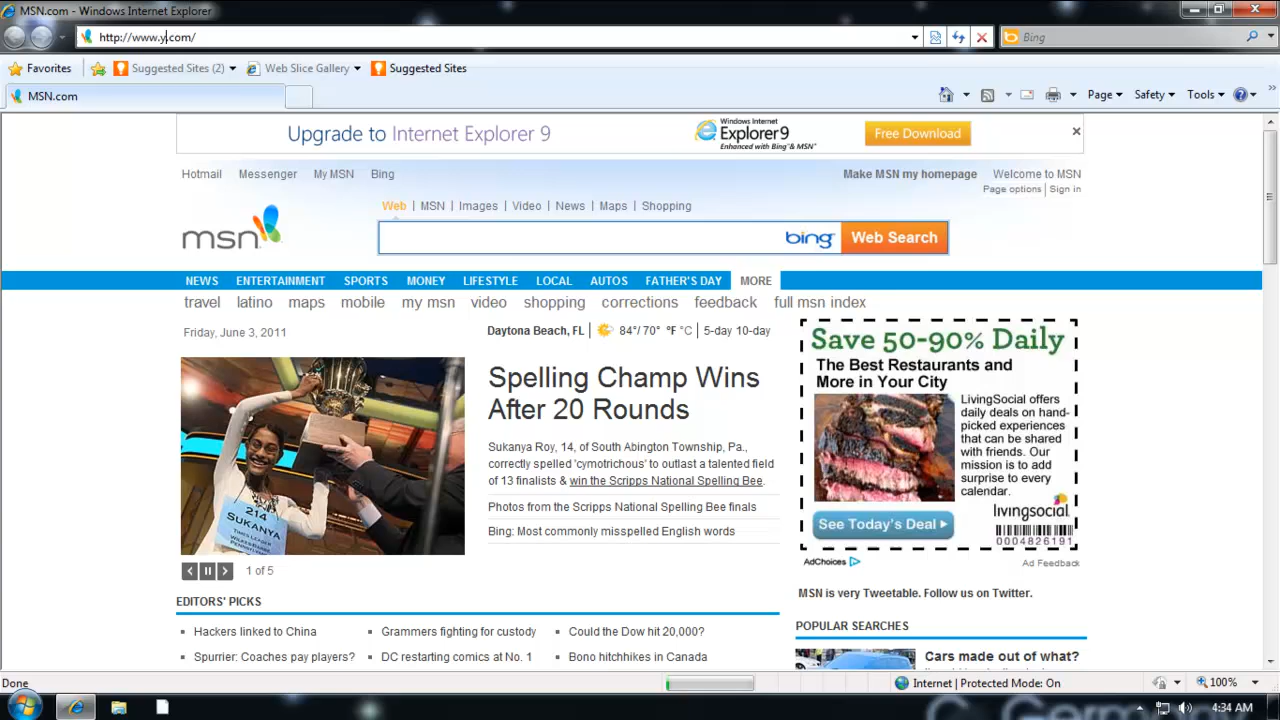 MSN.com - Windows Internet Explorer
http://www.y.com/
Bing
Favorites
Suggested Sites (2)
Web Slice Gallery
Suggested Sites
MSN.com
Page
Safety
Tools
Upgrade to Internet Explorer 9
Windows Internet
Explorer9
Enhanced with Bing & MSN
Free Download
Hotmail Messenger My MSN Bing
Make MSN my homepage
Welcome to MSN
Page options | Sign in
Web | MSN | Images | Video | News | Maps | Shopping
msn
bing
Web Search
NEWS ENTERTAINMENT SPORTS MONEY LIFESTYLE LOCAL AUTOS FATHER'S DAY MORE
travel latino maps mobile my msn video shopping corrections feedback full msn index
Friday, June 3, 2011
Daytona Beach, FL | 84°/ 70° °F °C | 5-day 10-day
Spelling Champ Wins
After 20 Rounds
Sukanya Roy, 14, of South Abington Township, Pa.,
correctly spelled 'cymotrichous' to outlast a talented field
of 13 finalists & win the Scripps National Spelling Bee.
Photos from the Scripps National Spelling Bee finals
Bing: Most commonly misspelled English words
214
SUKANYA
TIMES LEADER
1 of 5
Save 50-90% Daily
The Best Restaurants and
More in Your City
LivingSocial offers
daily deals on hand-
picked experiences
that can be shared
with friends. Our
mission is to add
surprise to every
calendar.
livingsocial
See Today's Deal
0004826191
AdChoices
Ad Feedback
MSN is very Tweetable. Follow us on Twitter.
EDITORS' PICKS
Hackers linked to China
Grammers fighting for custody
Could the Dow hit 20,000?
Spurrier: Coaches pay players?
DC restarting comics at No. 1
Bono hitchhikes in Canada
POPULAR SEARCHES
Cars made out of what?
Done
Internet | Protected Mode: On
100%
4:34 AM